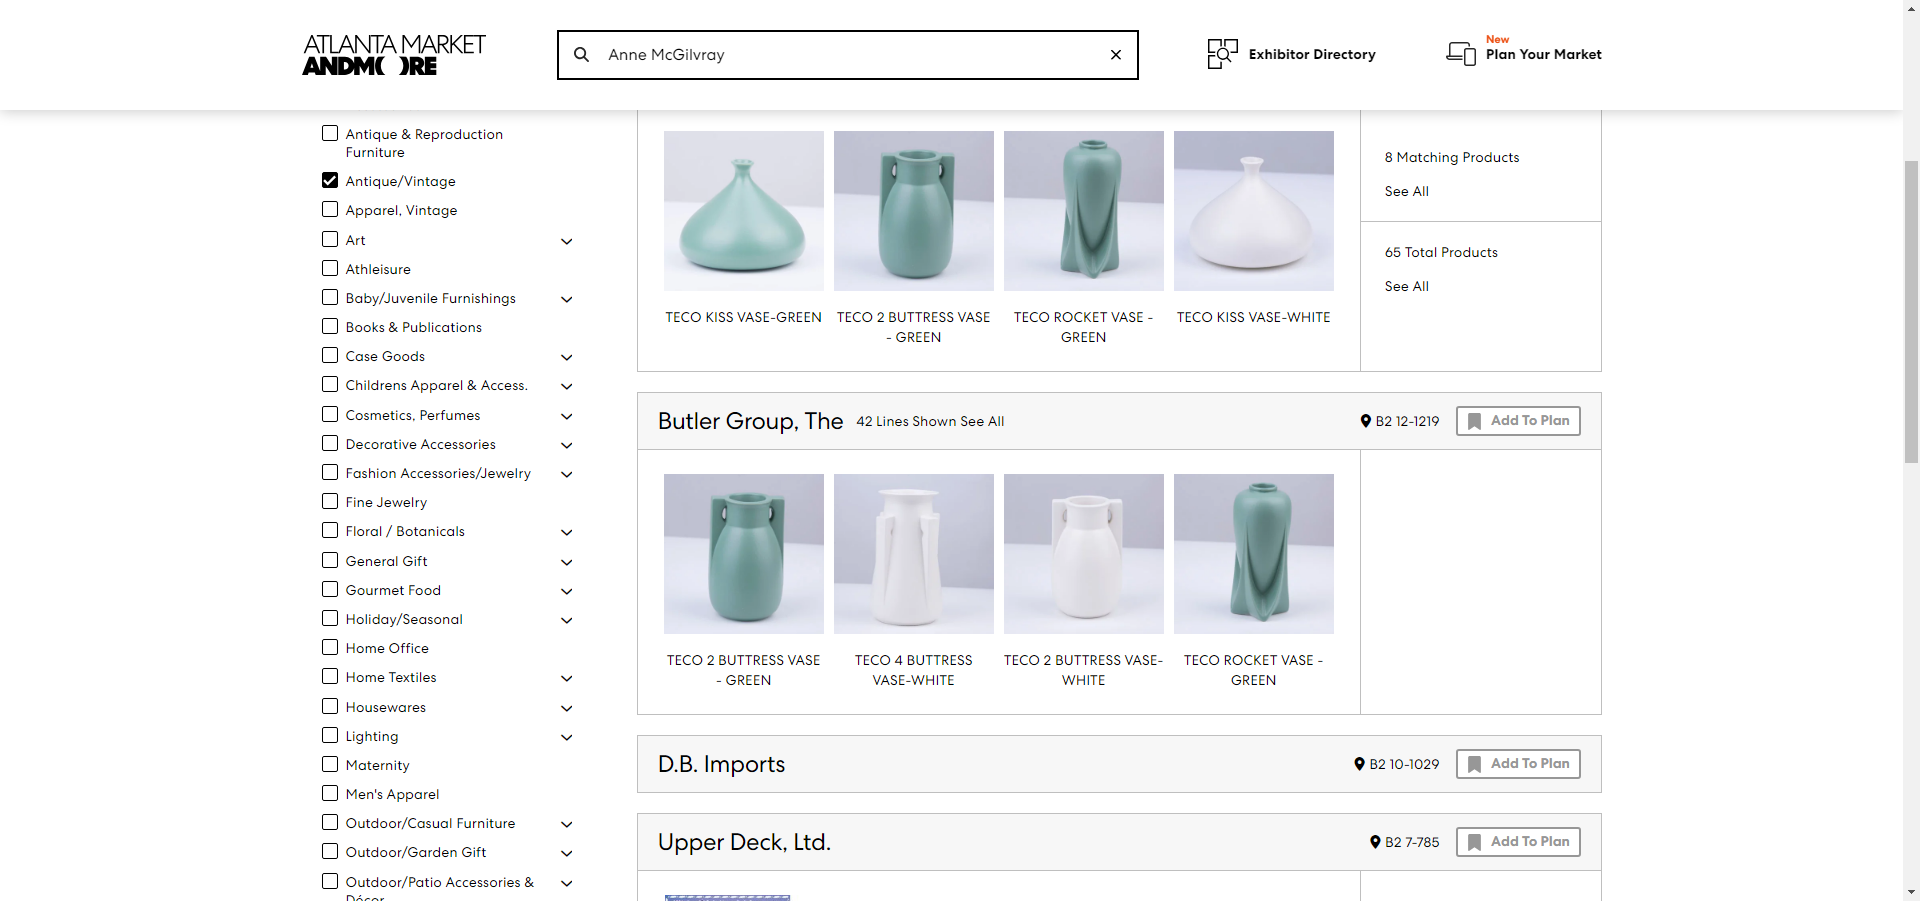 ATLANTA MARKET
ANDMORE
Anne McGilvray
Exhibitor Directory
New
Plan Your Market
Antique & Reproduction
Furniture
Antique/Vintage
Apparel, Vintage
Art
Athleisure
Baby/Juvenile Furnishings
Books & Publications
Case Goods
Childrens Apparel & Access.
Cosmetics, Perfumes
Decorative Accessories
Fashion Accessories/Jewelry
Fine Jewelry
Floral / Botanicals
General Gift
Gourmet Food
Holiday/Seasonal
Home Office
Home Textiles
Housewares
Lighting
Maternity
Men's Apparel
Outdoor/Casual Furniture
Outdoor/Garden Gift
Outdoor/Patio Accessories &
Décor
TECO KISS VASE-GREEN
TECO 2 BUTTRESS VASE
- GREEN
TECO ROCKET VASE -
GREEN
TECO KISS VASE-WHITE
8 Matching Products
See All
65 Total Products
See All
Butler Group, The
42 Lines Shown See All
B2 12-1219
Add To Plan
TECO 2 BUTTRESS VASE
- GREEN
TECO 4 BUTTRESS
VASE-WHITE
TECO 2 BUTTRESS VASE-
WHITE
TECO ROCKET VASE -
GREEN
D.B. Imports
B2 10-1029
Add To Plan
Upper Deck, Ltd.
B2 7-785
Add To Plan